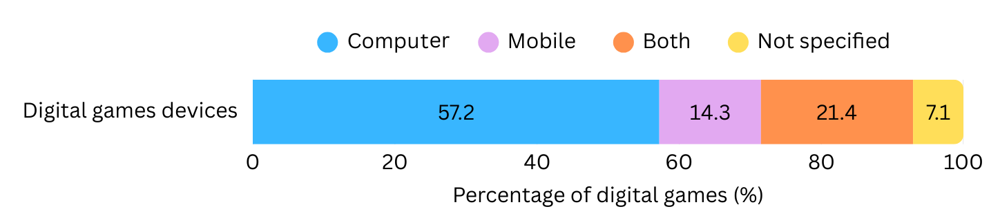 Computer Mobile Both Not specified
Digital games devices 57.2 14.3 21.4 7.1
0 20 40 60 80 100
Percentage of digital games (%)